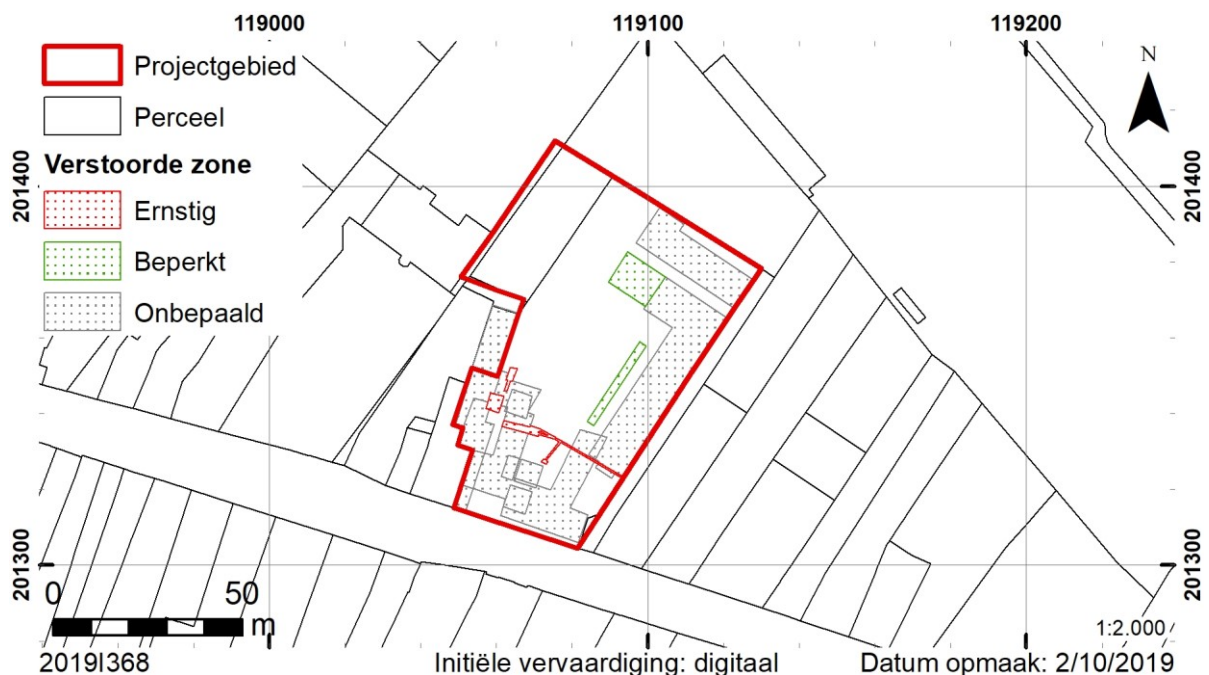 119000 119100 119200
Projectgebied
Perceel
Verstoorde zone
Ernstig
Beperkt
Onbepaald
N
201400 201400
201300 201300
0 50
m
1:2.000
2019I368 Initiële vervaardiging: digitaal Datum opmaak: 2/10/2019